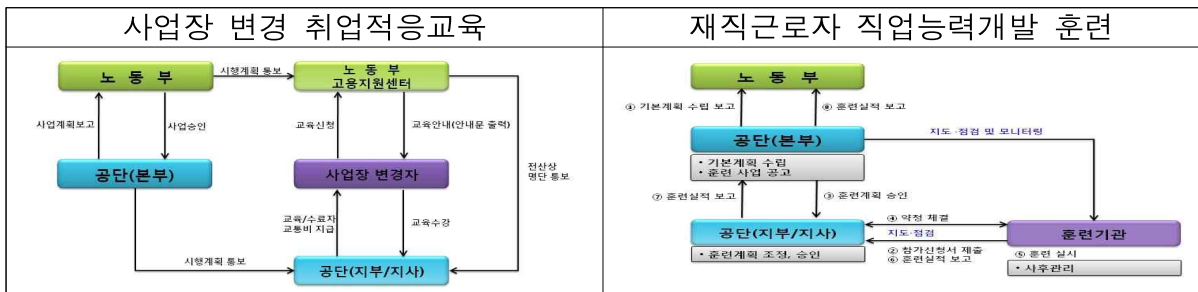 사업장 변경 취업적응교육
노 동 부
시행계획 통보
노 동 부
고용지원센터
사업계획보고
사업승인
교육신청
교육안내(안내문 출력)
전산상
명단 통보
공단(본부)
사업장 변경자
교육/수료자
교통비 지급
교육수강
시행계획 통보
공단(지부/지사)
재직근로자 직업능력개발 훈련
노 동 부
① 기본계획 수립 보고
⑧ 훈련실적 보고
공단(본부)
지도·점검 및 모니터링
• 기본계획 수립
• 훈련 사업 공고
⑦ 훈련실적 보고
③ 훈련계획 승인
④ 약정 체결
공단(지부/지사)
지도·점검
훈련기관
• 훈련계획 조정, 승인
② 참가신청서 제출
⑥ 훈련실적 보고
⑤ 훈련 실시
• 사후관리